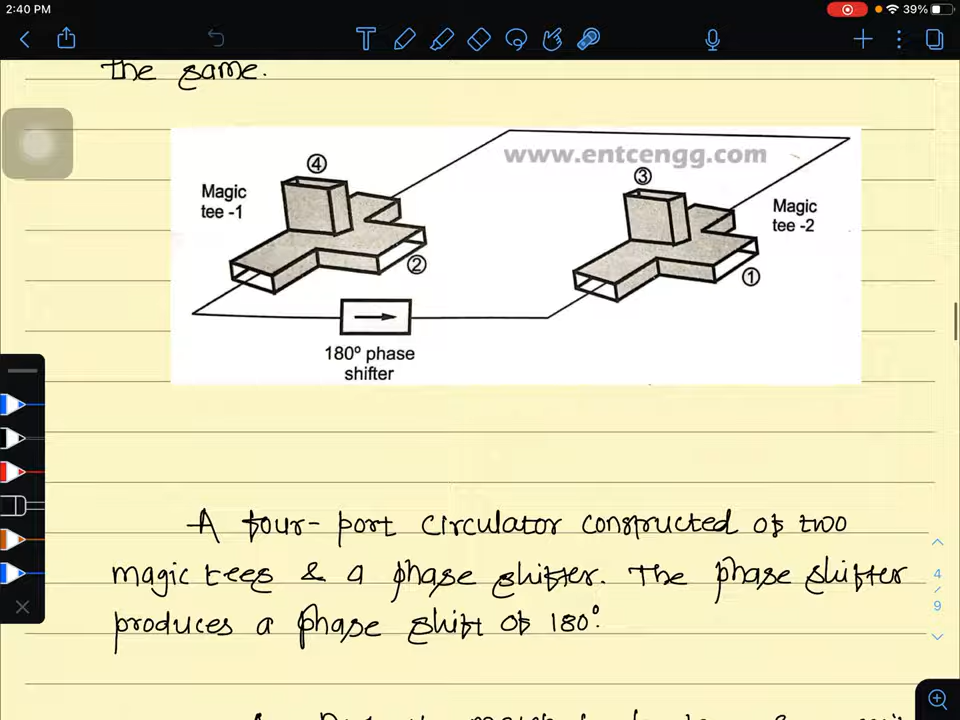 2:40 PM
39%
the same.
www.entcengg.com
④
③
Magic
tee -1
Magic
tee -2
②
①
180º phase
shifter
A four-port circulator constructed of two
magic tees & a phase shifter. The phase shifter
produces a phase shift of 180°.
4
/
9